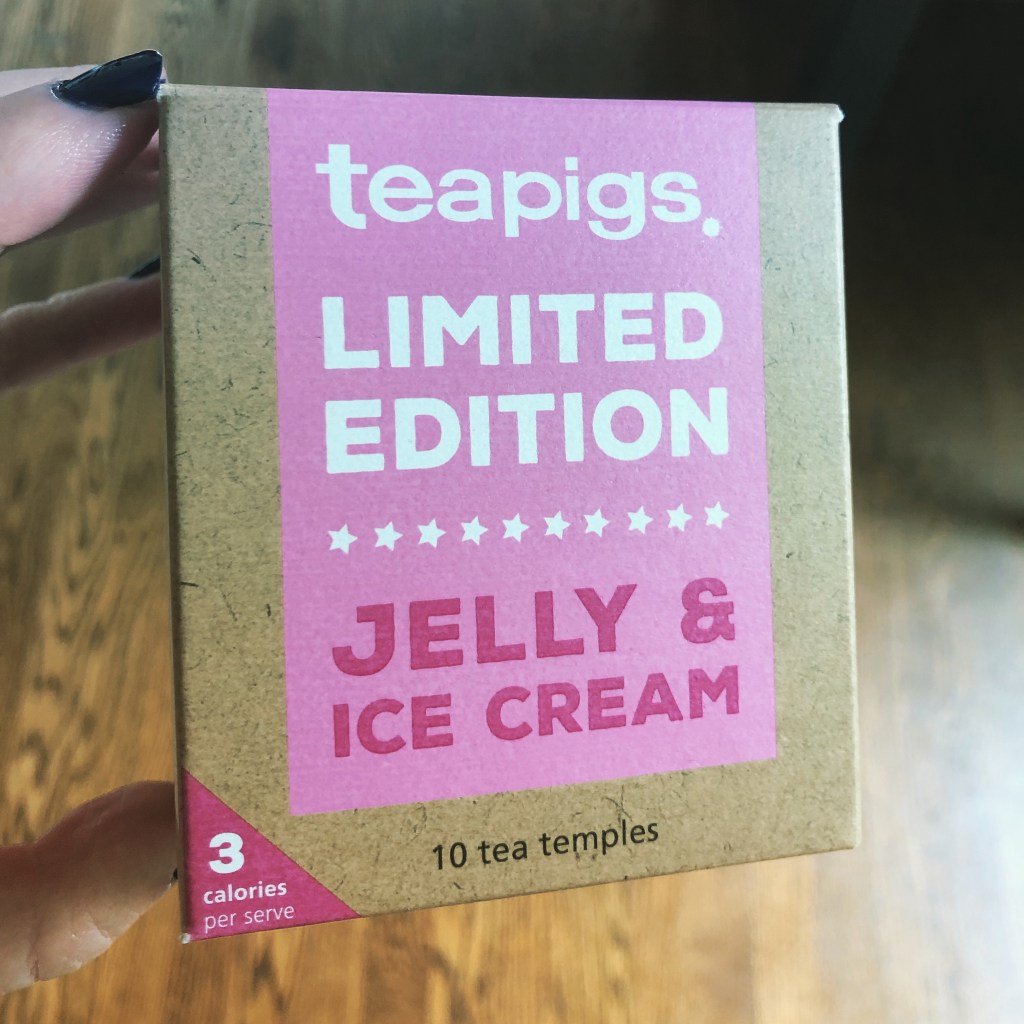 teapigs.
LIMITED
EDITION
JELLY &
ICE CREAM
10 tea temples
3
calories
per serve